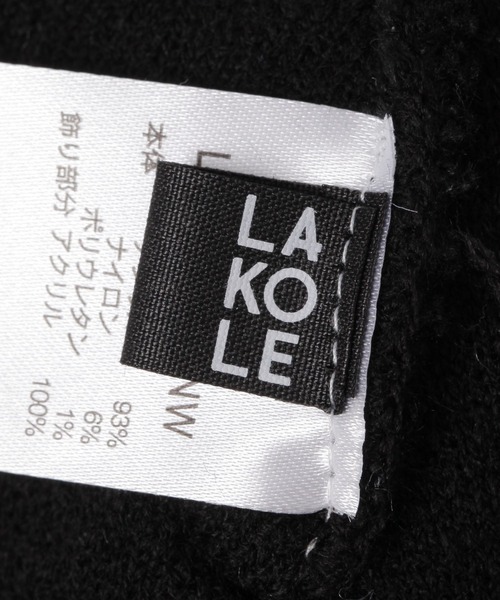 LA
KO
LE
L
NW
本体
93%
ナイロン 6%
ポリウレタン 1%
飾り部分 アクリル 100%